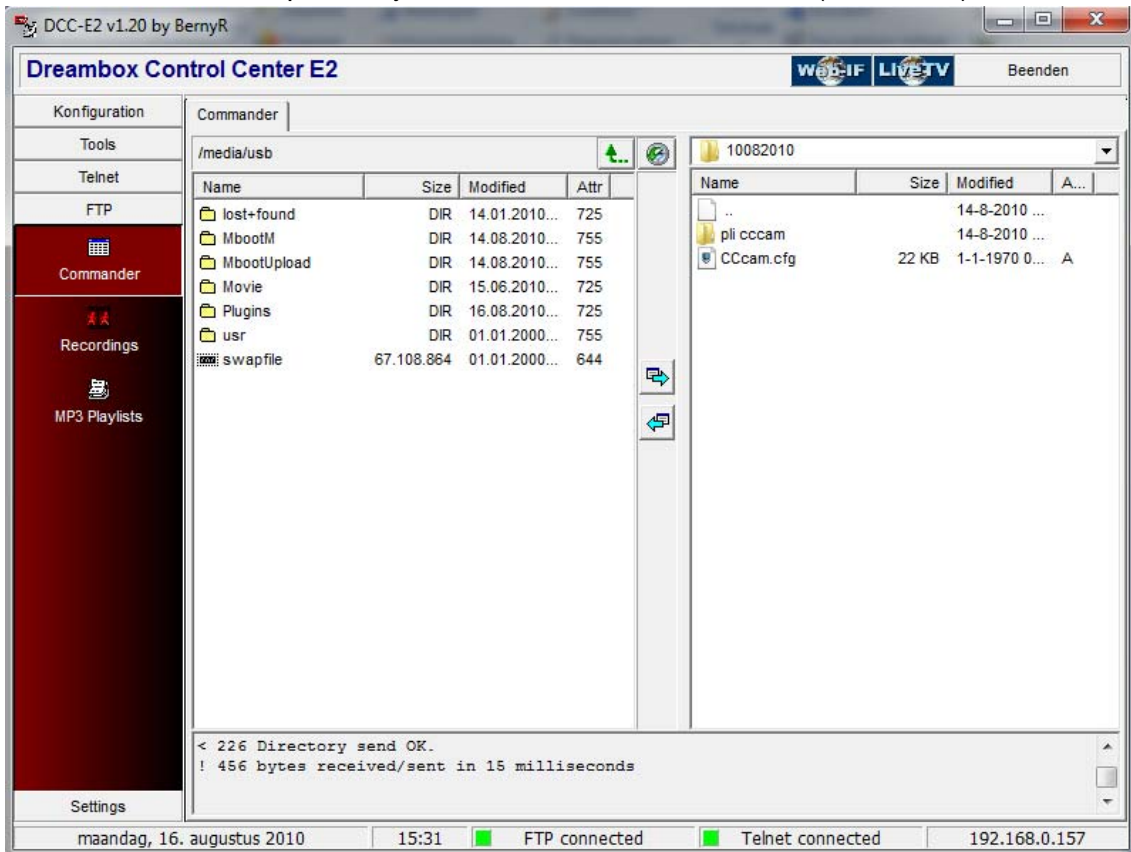 DCC-E2 v1.20 by BernyR
Dreambox Control Center E2
Web-IF LiveTV Beenden
Konfiguration
Tools
Telnet
FTP
Commander
Recordings
MP3 Playlists
Settings
Commander
/media/usb
Name Size Modified Attr
lost+found DIR 14.01.2010... 725
MbootM DIR 14.08.2010... 755
MbootUpload DIR 14.08.2010... 755
Movie DIR 15.06.2010... 725
Plugins DIR 16.08.2010... 725
usr DIR 01.01.2000... 755
swapfile 67.108.864 01.01.2000... 644
10082010
Name Size Modified A...
.. 14-8-2010 ...
pli cccam 14-8-2010 ...
CCcam.cfg 22 KB 1-1-1970 0... A
< 226 Directory send OK.
! 456 bytes received/sent in 15 milliseconds
maandag, 16. augustus 2010 15:31 FTP connected Telnet connected 192.168.0.157